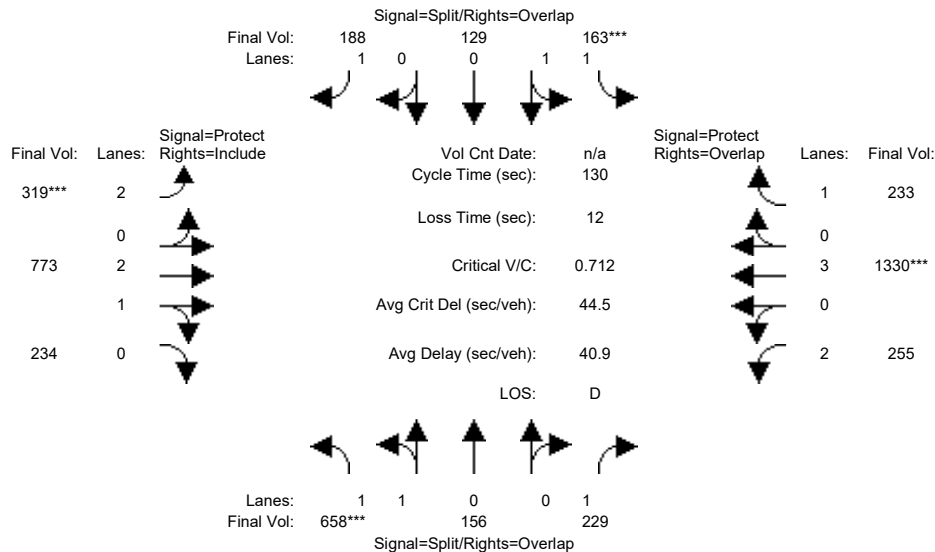 Signal=Split/Rights=Overlap
Final Vol: 188 129 163***
Lanes: 1 0 0 1 1
Signal=Protect Signal=Protect
Final Vol: Lanes: Rights=Include Vol Cnt Date: n/a Rights=Overlap Lanes: Final Vol:
Cycle Time (sec): 130
319*** 2 1 233
Loss Time (sec): 12
0 0
773 2 Critical V/C: 0.712 3 1330***
1 Avg Crit Del (sec/veh): 44.5 0
234 0 Avg Delay (sec/veh): 40.9 2 255
LOS: D
Lanes: 1 1 0 0 1
Final Vol: 658*** 156 229
Signal=Split/Rights=Overlap